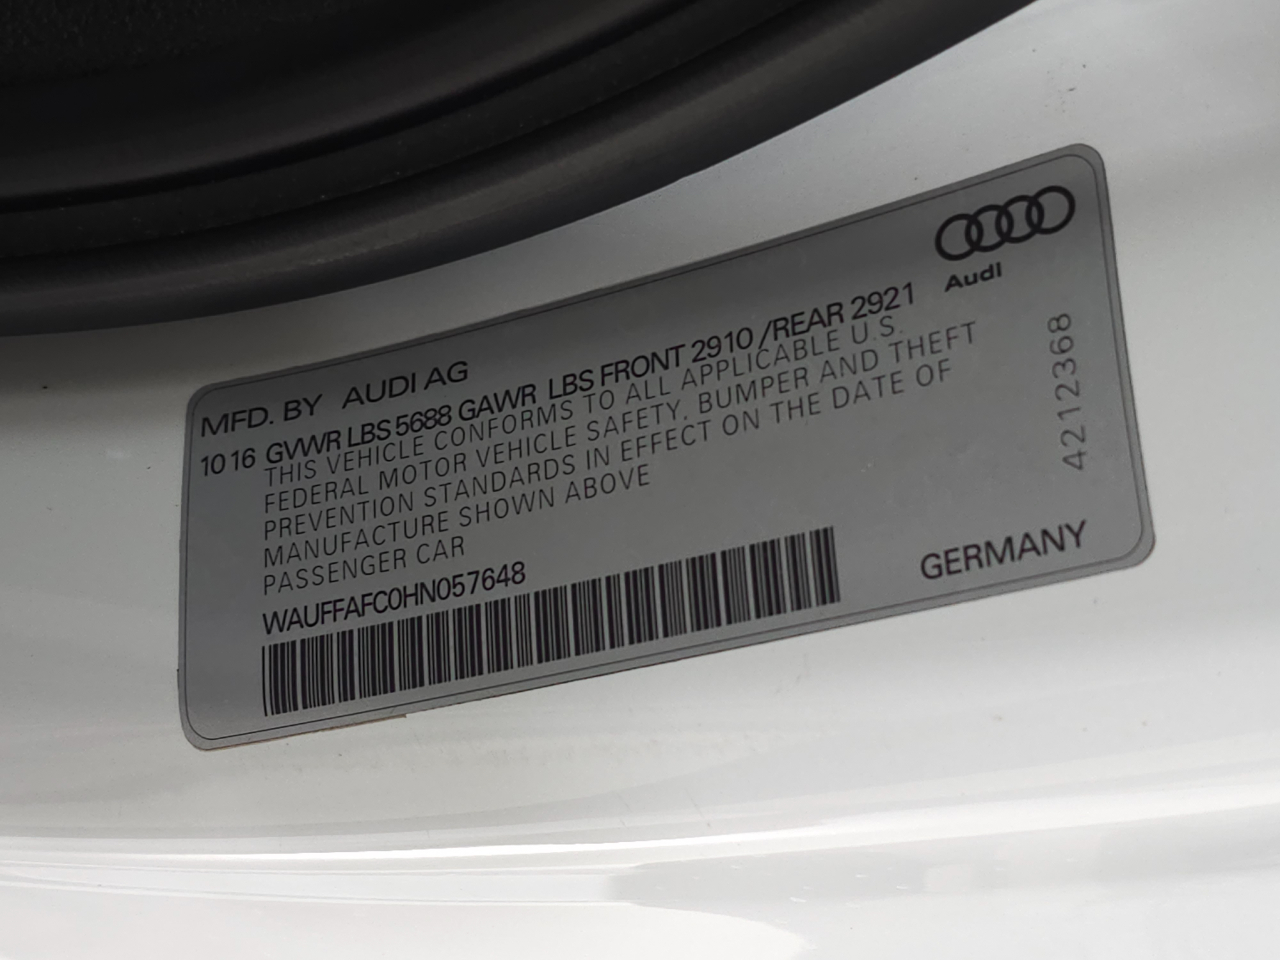 Audi
MFD. BY AUDI AG
10 16 GVWR LBS 5688 GAWR LBS FRONT 2910 /REAR 2921
THIS VEHICLE CONFORMS TO ALL APPLICABLE U.S.
FEDERAL MOTOR VEHICLE SAFETY. BUMPER AND THEFT
PREVENTION STANDARDS IN EFFECT ON THE DATE OF
MANUFACTURE SHOWN ABOVE
PASSENGER CAR
WAUFFAFC0HN057648
GERMANY
4212368